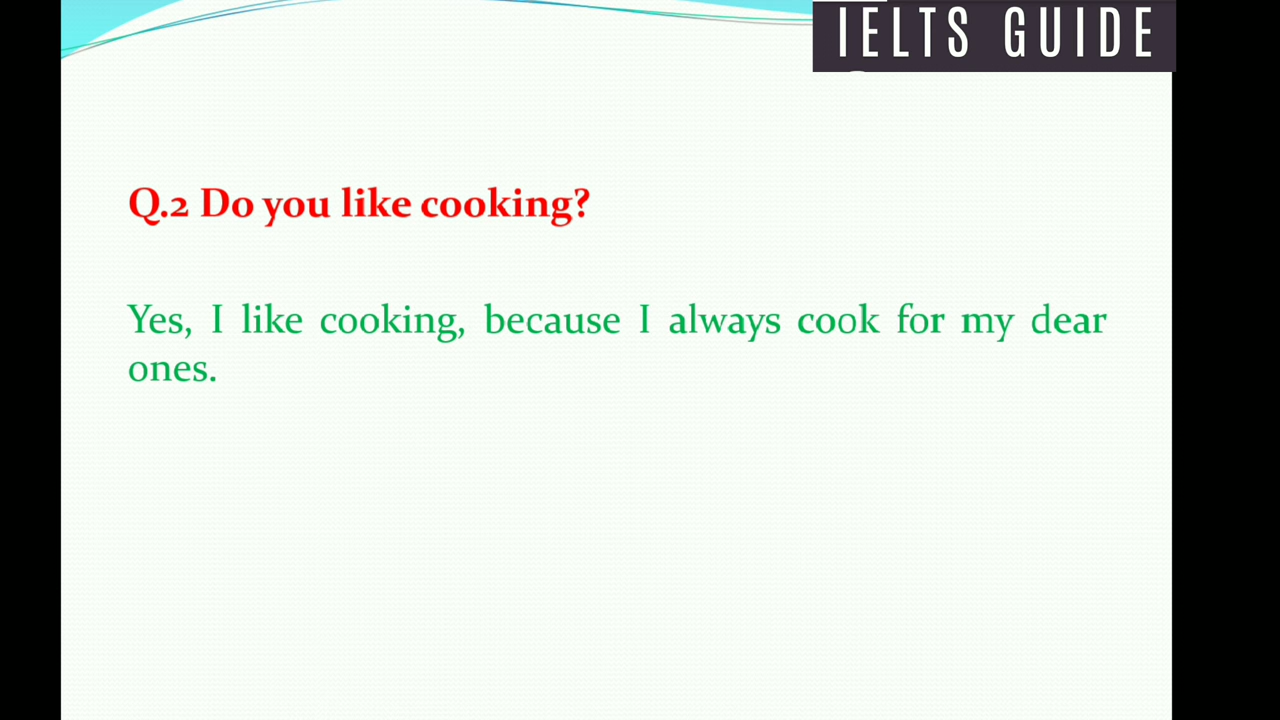 IELTS GUIDE
Q.2 Do you like cooking?
Yes, I like cooking, because I always cook for my dear
ones.